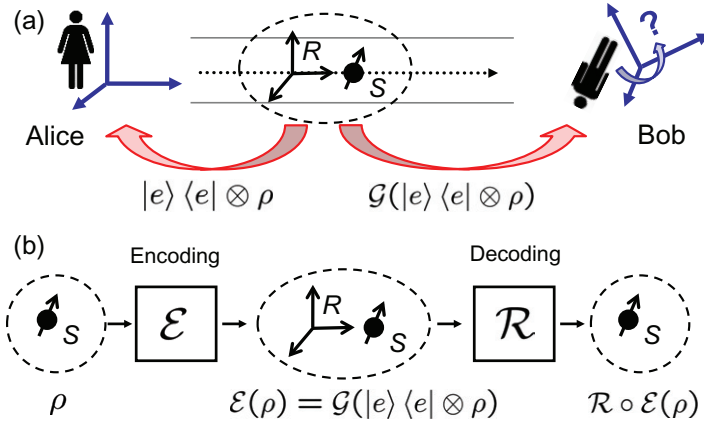 (a)
R
S
?
Alice
Bob
|e⟩ ⟨e| ⊗ ρ
𝒢(|e⟩ ⟨e| ⊗ ρ)
(b)
Encoding
Decoding
S
ℰ
R
S
ℛ
S
ρ
ℰ(ρ) = 𝒢(|e⟩ ⟨e| ⊗ ρ)
ℛ ∘ ℰ(ρ)